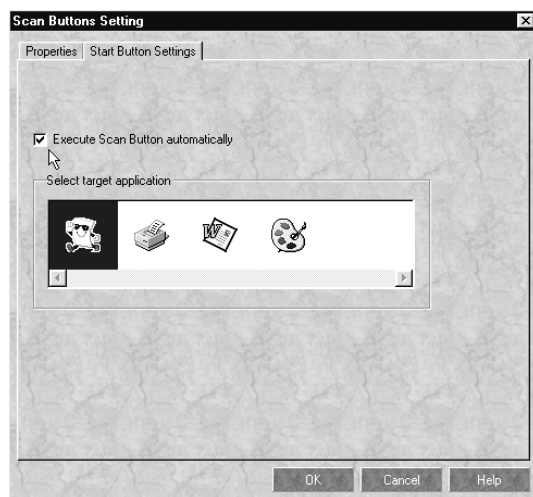 Scan Buttons Setting
Properties Start Button Settings
Execute Scan Button automatically
Select target application
W
OK Cancel Help